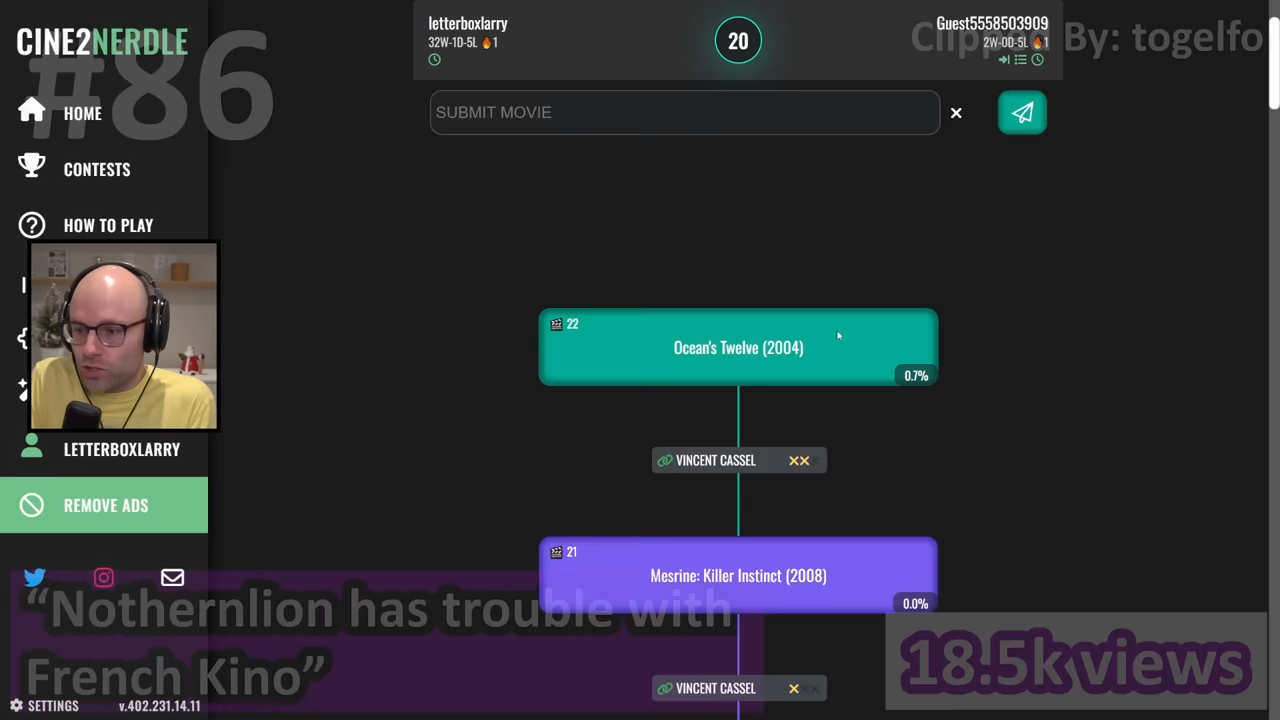 CINE2NERDLE
#86
HOME
CONTESTS
HOW TO PLAY
LETTERBOXLARRY
REMOVE ADS
SETTINGS
v.402.231.14.11
letterboxlarry
32W-1D-5L 🔥1
20
Guest5558503909
2W-0D-5L 🔥1
Clipped By: togelfo
SUBMIT MOVIE
22
Ocean's Twelve (2004)
0.7%
VINCENT CASSEL
21
Mesrine: Killer Instinct (2008)
0.0%
VINCENT CASSEL
“Nothernlion has trouble with
French Kino”
18.5k views